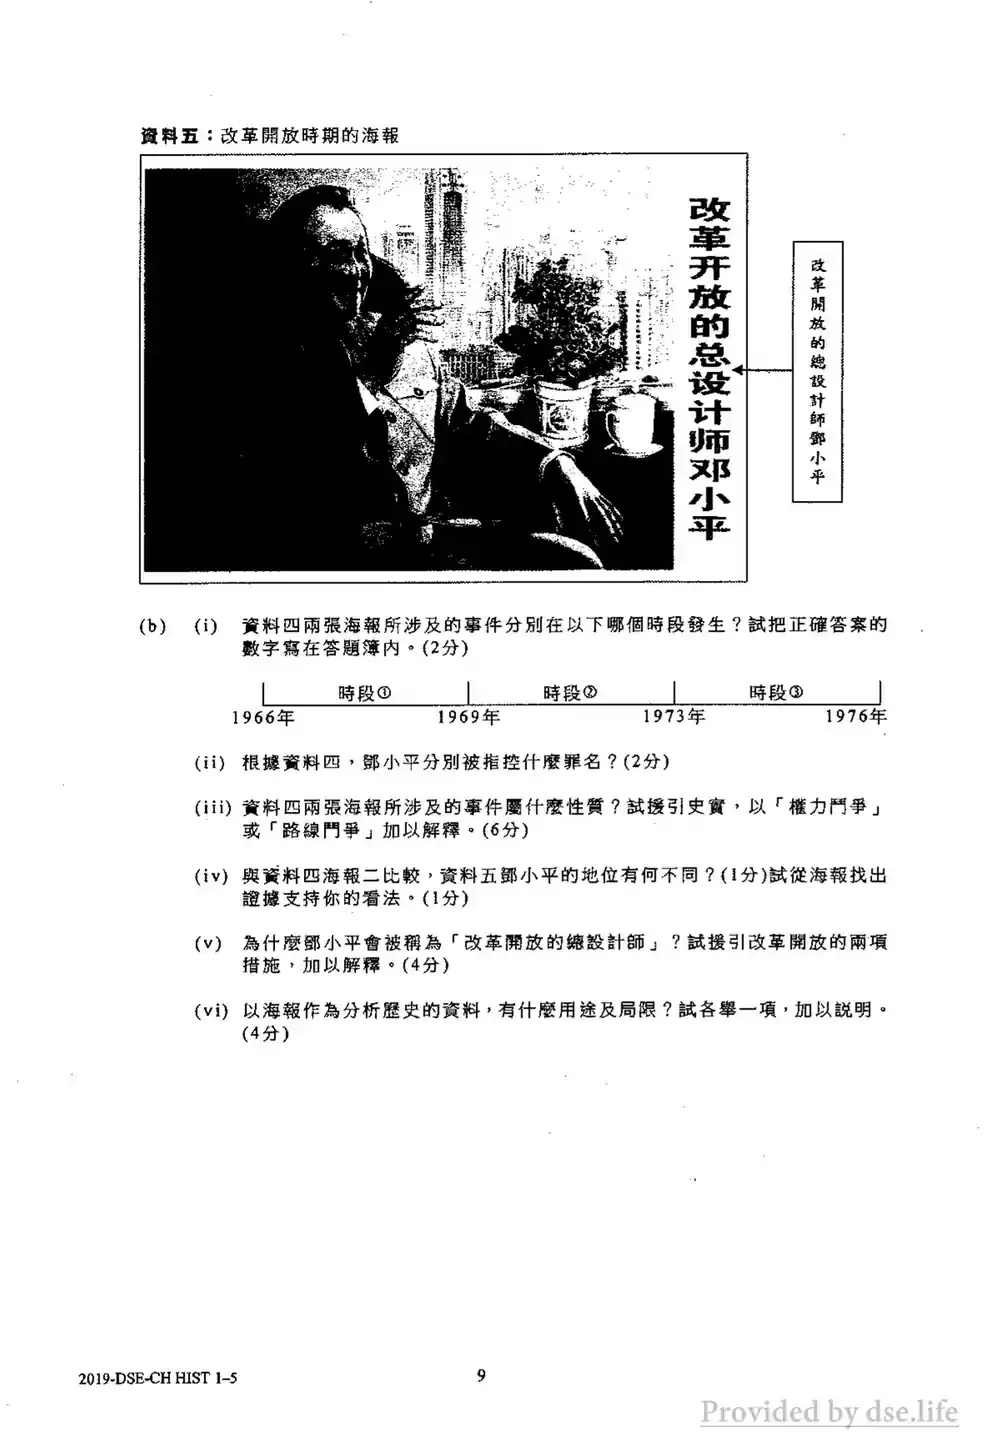 資料五：改革開放時期的海報
改革开放的总设计师邓小平
改革開放的總設計師鄧小平
(b) (i) 資料四兩張海報所涉及的事件分別在以下哪個時段發生？試把正確答案的
數字寫在答題簿內。(2分)
時段① 時段② 時段③
1966年 1969年 1973年 1976年
(ii) 根據資料四，鄧小平分別被指控什麼罪名？(2分)
(iii) 資料四兩張海報所涉及的事件屬什麼性質？試援引史實，以「權力鬥爭」
或「路線鬥爭」加以解釋。(6分)
(iv) 與資料四海報二比較，資料五鄧小平的地位有何不同？(1分)試從海報找出
證據支持你的看法。(1分)
(v) 為什麼鄧小平會被稱為「改革開放的總設計師」？試援引改革開放的兩項
措施，加以解釋。(4分)
(vi) 以海報作為分析歷史的資料，有什麼用途及局限？試各舉一項，加以說明。
(4分)
2019-DSE-CH HIST 1–5 9
Provided by dse.life